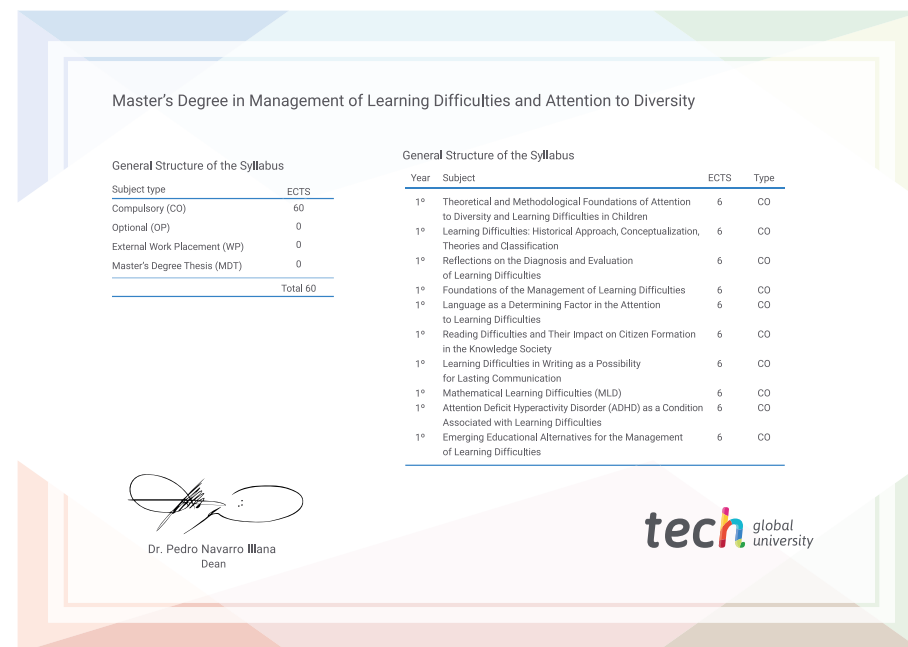 Master's Degree in Management of Learning Difficulties and Attention to Diversity
General Structure of the Syllabus
Subject type ECTS
Compulsory (CO) 60
Optional (OP) 0
External Work Placement (WP) 0
Master's Degree Thesis (MDT) 0
Total 60
General Structure of the Syllabus
Year Subject ECTS Type
1º Theoretical and Methodological Foundations of Attention 6 CO
to Diversity and Learning Difficulties in Children
1º Learning Difficulties: Historical Approach, Conceptualization, 6 CO
Theories and Classification
1º Reflections on the Diagnosis and Evaluation 6 CO
of Learning Difficulties
1º Foundations of the Management of Learning Difficulties 6 CO
1º Language as a Determining Factor in the Attention 6 CO
to Learning Difficulties
1º Reading Difficulties and Their Impact on Citizen Formation 6 CO
in the Knowledge Society
1º Learning Difficulties in Writing as a Possibility 6 CO
for Lasting Communication
1º Mathematical Learning Difficulties (MLD) 6 CO
1º Attention Deficit Hyperactivity Disorder (ADHD) as a Condition 6 CO
Associated with Learning Difficulties
1º Emerging Educational Alternatives for the Management 6 CO
of Learning Difficulties
Dr. Pedro Navarro Illana
Dean
tech global
university